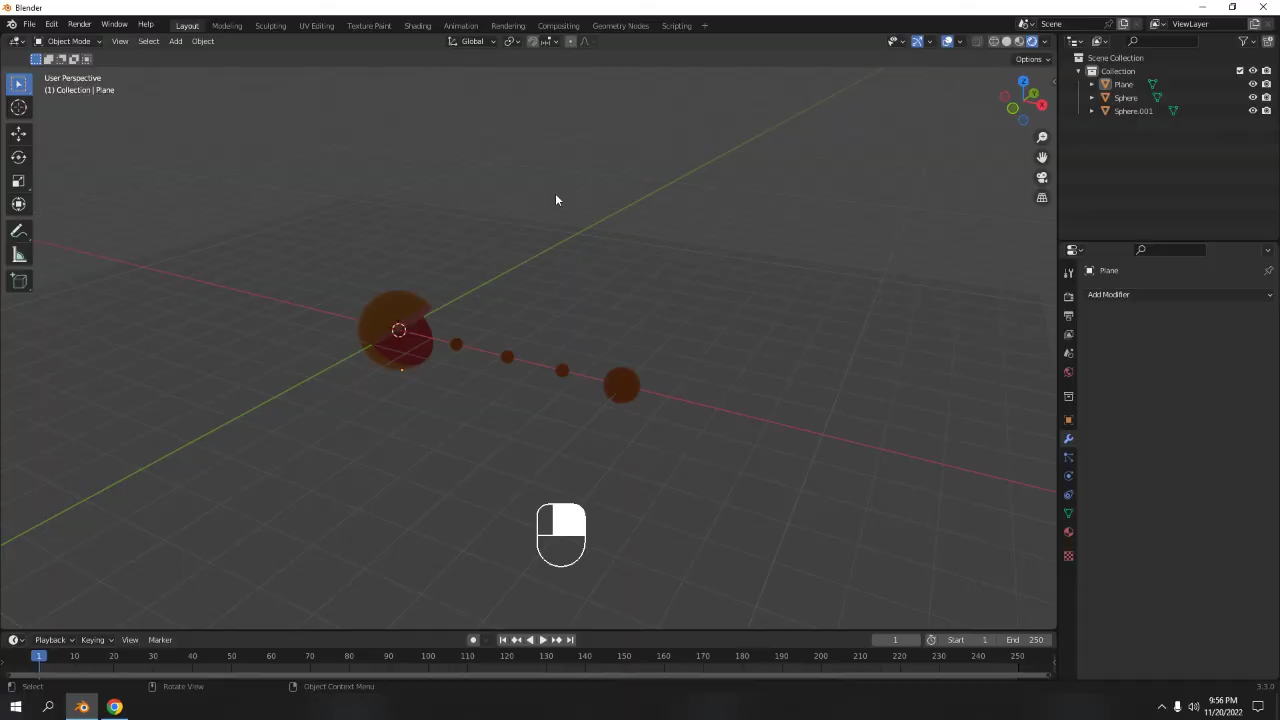 Blender
File Edit Render Window Help
Layout Modeling Sculpting UV Editing Texture Paint Shading Animation Rendering Compositing Geometry Nodes Scripting +
Scene
ViewLayer
Object Mode View Select Add Object
Global
Options
User Perspective
(1) Collection | Plane
Z
Y
X
Scene Collection
Collection
Plane
Sphere
Sphere.001
Plane
Add Modifier
Playback Keying View Marker
1 Start 1 End 250
1 10 20 30 40 50 60 70 80 90 100 110 120 130 140 150 160 170 180 190 200 210 220 230 240 250
Select Rotate View Object Context Menu
3.3.0
9:56 PM
11/20/2022